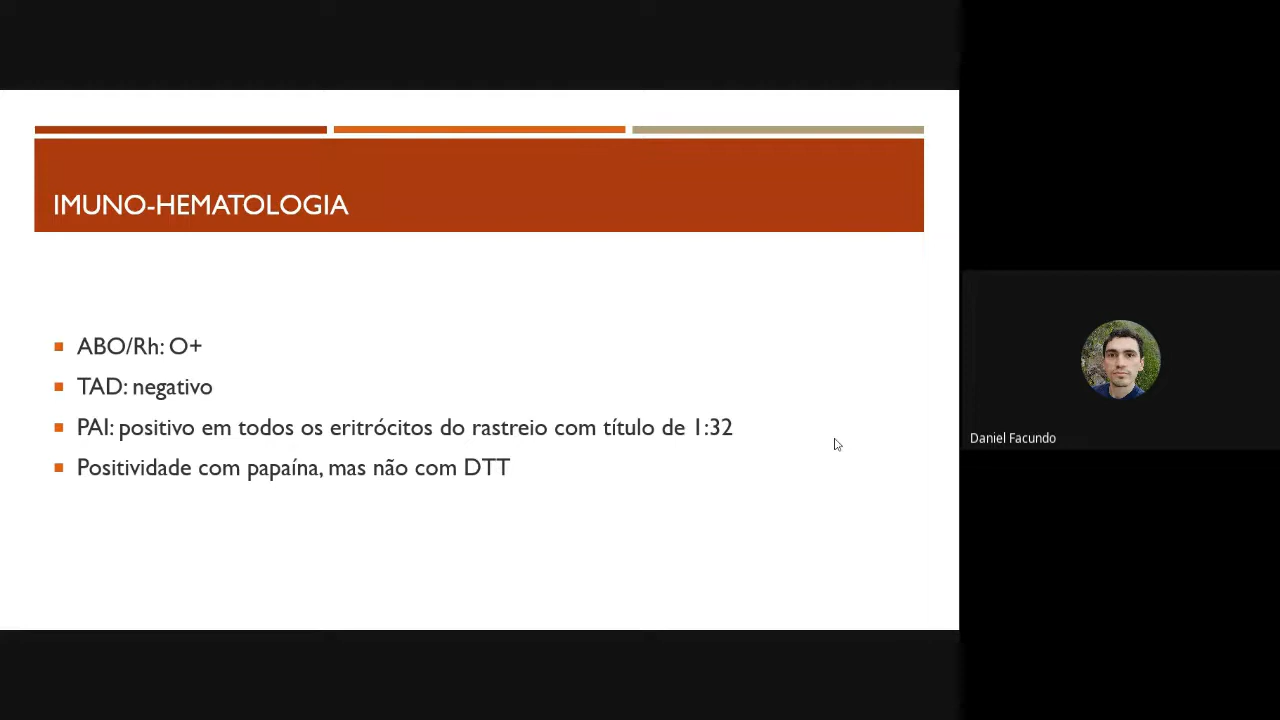 IMUNO-HEMATOLOGIA
ABO/Rh: O+
TAD: negativo
PAI: positivo em todos os eritrócitos do rastreio com título de 1:32
Positividade com papaína, mas não com DTT
Daniel Facundo